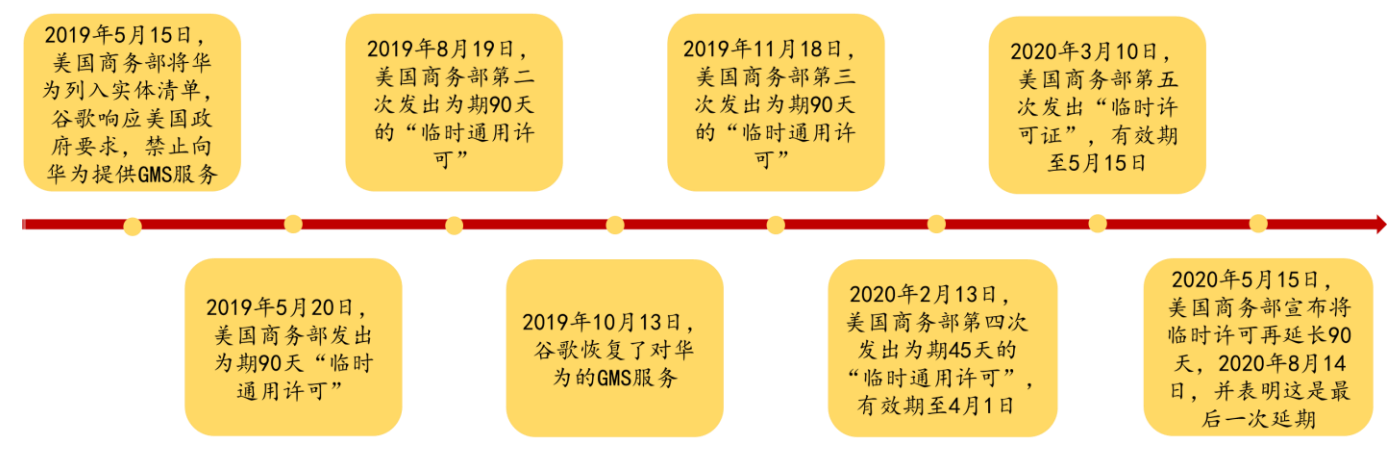 2019年5月15日，
美国商务部将华
为列入实体清单，
谷歌响应美国政
府要求，禁止向
华为提供GMS服务
2019年5月20日，
美国商务部发出
为期90天“临时
通用许可”
2019年8月19日，
美国商务部第二
次发出为期90天
的“临时通用许
可”
2019年10月13日，
谷歌恢复了对华
为的GMS服务
2019年11月18日，
美国商务部第三
次发出为期90天
的“临时通用许
可”
2020年2月13日，
美国商务部第四次
发出为期45天的
“临时通用许可”，
有效期至4月1日
2020年3月10日，
美国商务部第五
次发出“临时许
可证”，有效期
至5月15日
2020年5月15日，
美国商务部宣布将
临时许可再延长90
天，2020年8月14
日，并表明这是最
后一次延期